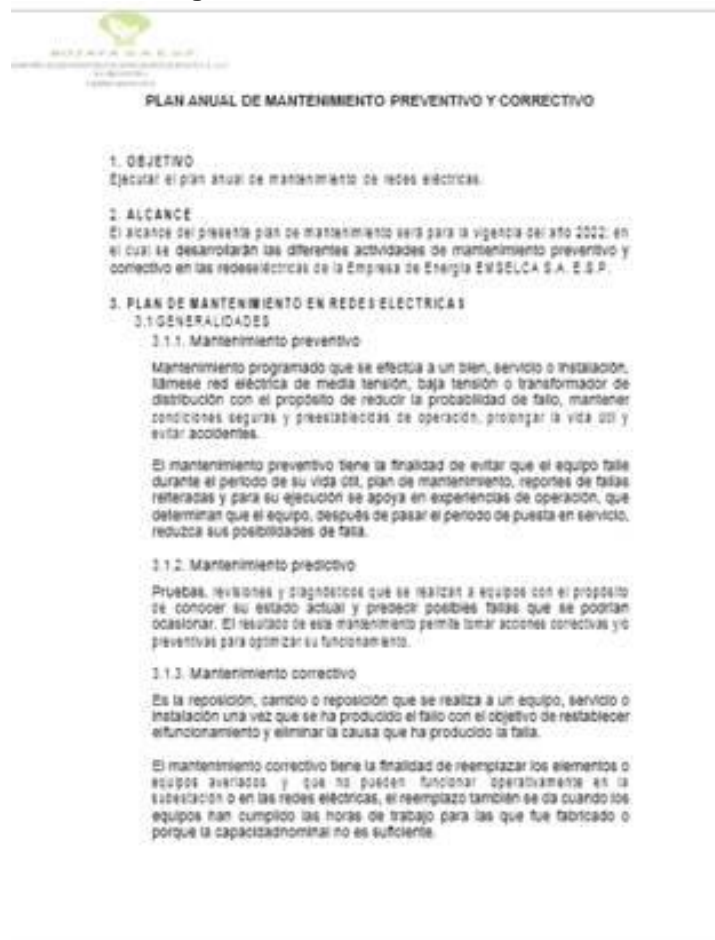 PLAN ANUAL DE MANTENIMIENTO PREVENTIVO Y CORRECTIVO
1. OBJETIVO
Ejecutar el plan anual de mantenimiento de redes eléctricas.
2. ALCANCE
El alcance del presente plan de mantenimiento será para la vigencia del año 2022, en
el cual se desarrollarán las diferentes actividades de mantenimiento preventivo y
correctivo en las redeseléctricas de la Empresa de Energía EMSELCA S.A. E.S.P.
3. PLAN DE MANTENIMIENTO EN REDES ELECTRICAS
3.1 GENERALIDADES
3.1.1. Mantenimiento preventivo
Mantenimiento programado que se efectúa a un bien, servicio o instalación,
llámese red eléctrica de media tensión, baja tensión o transformador de
distribución con el propósito de reducir la probabilidad de fallo, mantener
condiciones seguras y preestablecidas de operación, prolongar la vida útil y
evitar accidentes.
El mantenimiento preventivo tiene la finalidad de evitar que el equipo falle
durante el periodo de su vida útil, plan de mantenimiento, reportes de fallas
reiteradas y para su ejecución se apoya en experiencias de operación, que
determinan que el equipo, después de pasar el periodo de puesta en servicio,
reduzca sus posibilidades de falla.
3.1.2. Mantenimiento predictivo
Pruebas, revisiones y diagnósticos que se realizan a equipos con el propósito
de conocer su estado actual y predecir posibles fallas que se podrían
ocasionar. El resultado de este mantenimiento permite tomar acciones correctivas y/o
preventivas para optimizar su funcionamiento.
3.1.3. Mantenimiento correctivo
Es la reposición, cambio o reposición que se realiza a un equipo, servicio o
instalación una vez que se ha producido el fallo con el objetivo de restablecer
elfuncionamiento y eliminar la causa que ha producido la falla.
El mantenimiento correctivo tiene la finalidad de reemplazar los elementos o
equipos averiados y que no pueden funcionar operativamente en la
subestación o en las redes eléctricas, el reemplazo también se da cuando los
equipos han cumplido las horas de trabajo para las que fue fabricado o
porque la capacidadnominal no es suficiente.